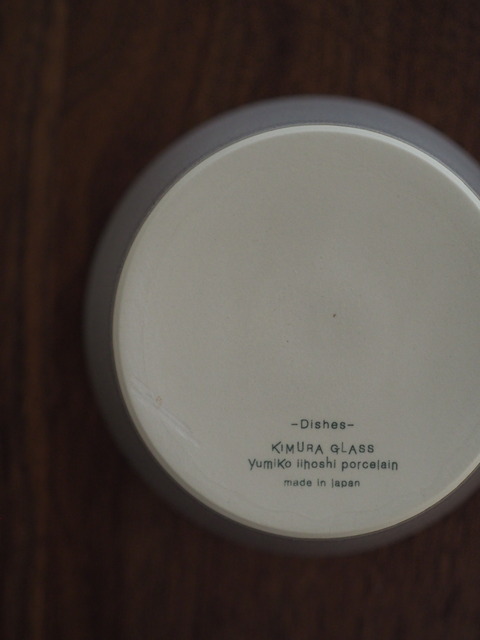 -Dishes-
KIMURA GLASS
yumiko iihoshi porcelain
made in japan